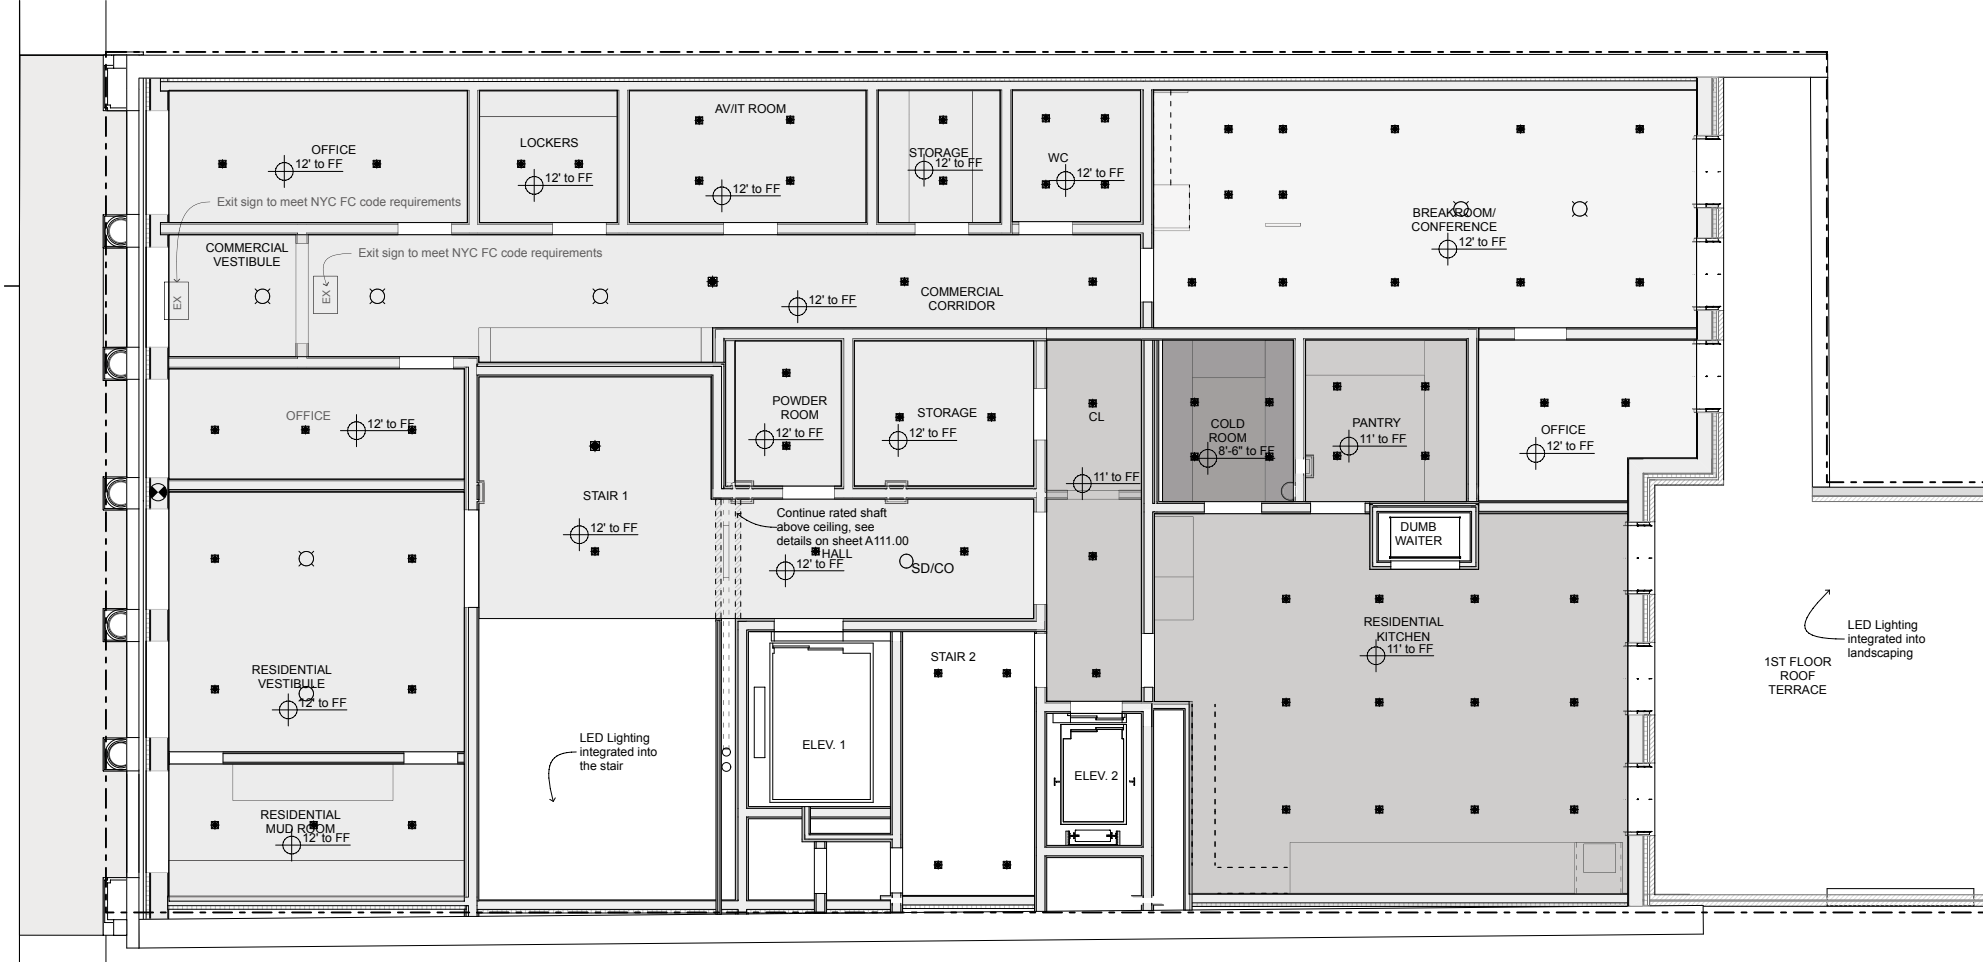 AV/IT ROOM
OFFICE
12' to FF
LOCKERS
12' to FF
12' to FF
STORAGE
12' to FF
WC
12' to FF
Exit sign to meet NYC FC code requirements
BREAKROOM/
CONFERENCE
12' to FF
COMMERCIAL
VESTIBULE
Exit sign to meet NYC FC code requirements
EX
EX
12' to FF
COMMERCIAL
CORRIDOR
OFFICE
12' to FF
POWDER
ROOM
12' to FF
STORAGE
12' to FF
CL
11' to FF
COLD
ROOM
8'-6" to FF
PANTRY
11' to FF
OFFICE
12' to FF
STAIR 1
12' to FF
Continue rated shaft
above ceiling, see
details on sheet A111.00
HALL
12' to FF
SD/CO
DUMB
WAITER
RESIDENTIAL
KITCHEN
11' to FF
LED Lighting
integrated into
landscaping
1ST FLOOR
ROOF
TERRACE
RESIDENTIAL
VESTIBULE
12' to FF
STAIR 2
LED Lighting
integrated into
the stair
ELEV. 1
ELEV. 2
RESIDENTIAL
MUD ROOM
12' to FF